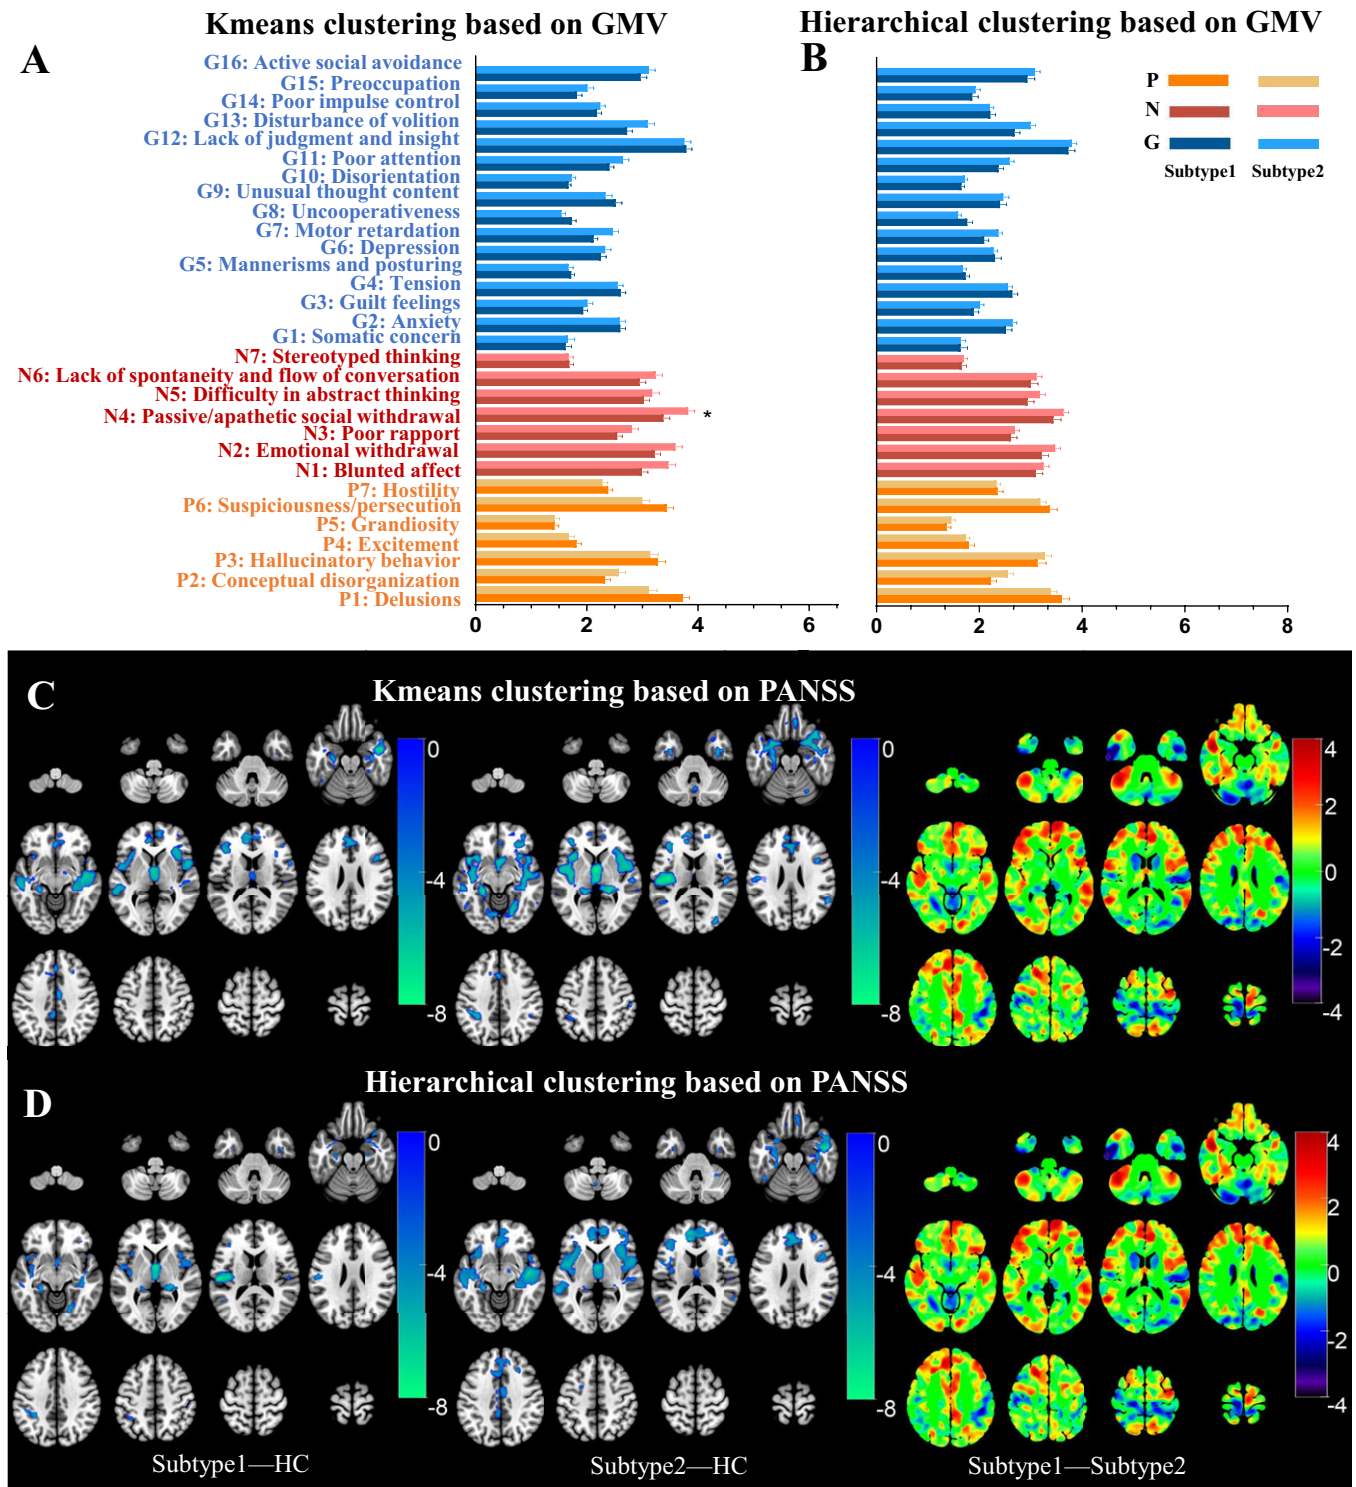 Kmeans clustering based on GMV
Hierarchical clustering based on GMV
A
G16: Active social avoidance
G15: Preoccupation
G14: Poor impulse control
G13: Disturbance of volition
G12: Lack of judgment and insight
G11: Poor attention
G10: Disorientation
G9: Unusual thought content
G8: Uncooperativeness
G7: Motor retardation
G6: Depression
G5: Mannerisms and posturing
G4: Tension
G3: Guilt feelings
G2: Anxiety
G1: Somatic concern
N7: Stereotyped thinking
N6: Lack of spontaneity and flow of conversation
N5: Difficulty in abstract thinking
N4: Passive/apathetic social withdrawal
*
N3: Poor rapport
N2: Emotional withdrawal
N1: Blunted affect
P7: Hostility
P6: Suspiciousness/persecution
P5: Grandiosity
P4: Excitement
P3: Hallucinatory behavior
P2: Conceptual disorganization
P1: Delusions
0 2 4 6
B
P
N
G
Subtype1 Subtype2
0 2 4 6 8
C
Kmeans clustering based on PANSS
0
-4
-8
0
-4
-8
4
2
0
-2
-4
D
Hierarchical clustering based on PANSS
0
-4
-8
0
-4
-8
4
2
0
-2
-4
Subtype1—HC
Subtype2—HC
Subtype1—Subtype2